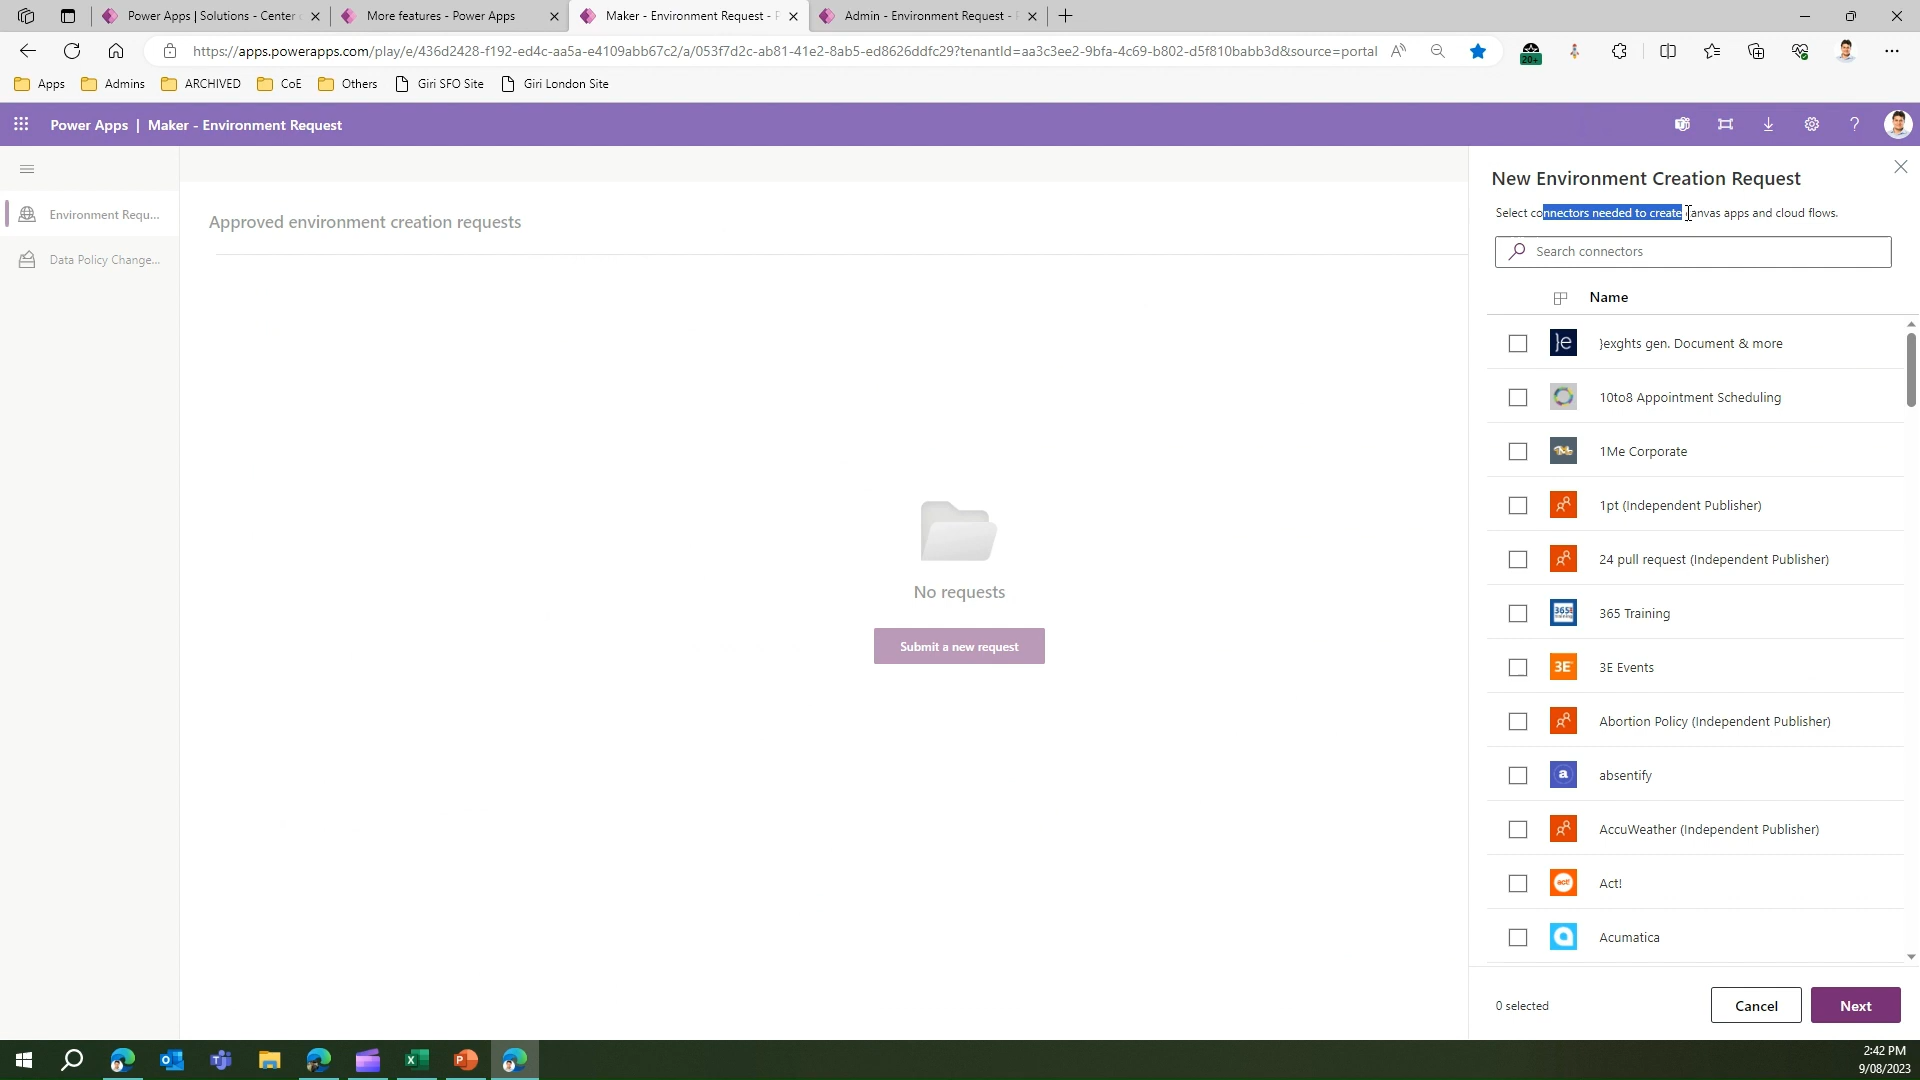 Power Apps | Solutions - Center
More features - Power Apps
Maker - Environment Request -
Admin - Environment Request -
https://apps.powerapps.com/play/e/436d2428-f192-ed4c-aa5a-e4109abb67c2/a/053f7d2c-ab81-41e2-8ab5-ed8626ddfc29?tenantId=aa3c3ee2-9bfa-4c69-b802-d5f810babb3d&source=portal
20+
Apps
Admins
ARCHIVED
CoE
Others
Giri SFO Site
Giri London Site
Power Apps | Maker - Environment Request
Environment Requ...
Data Policy Change...
Approved environment creation requests
No requests
Submit a new request
New Environment Creation Request
Select connectors needed to create canvas apps and cloud flows.
Search connectors
Name
}exghts gen. Document & more
10to8 Appointment Scheduling
1Me Corporate
1pt (Independent Publisher)
24 pull request (Independent Publisher)
365 Training
3E Events
Abortion Policy (Independent Publisher)
absentify
AccuWeather (Independent Publisher)
Act!
Acumatica
0 selected
Cancel
Next
2:42 PM
9/08/2023